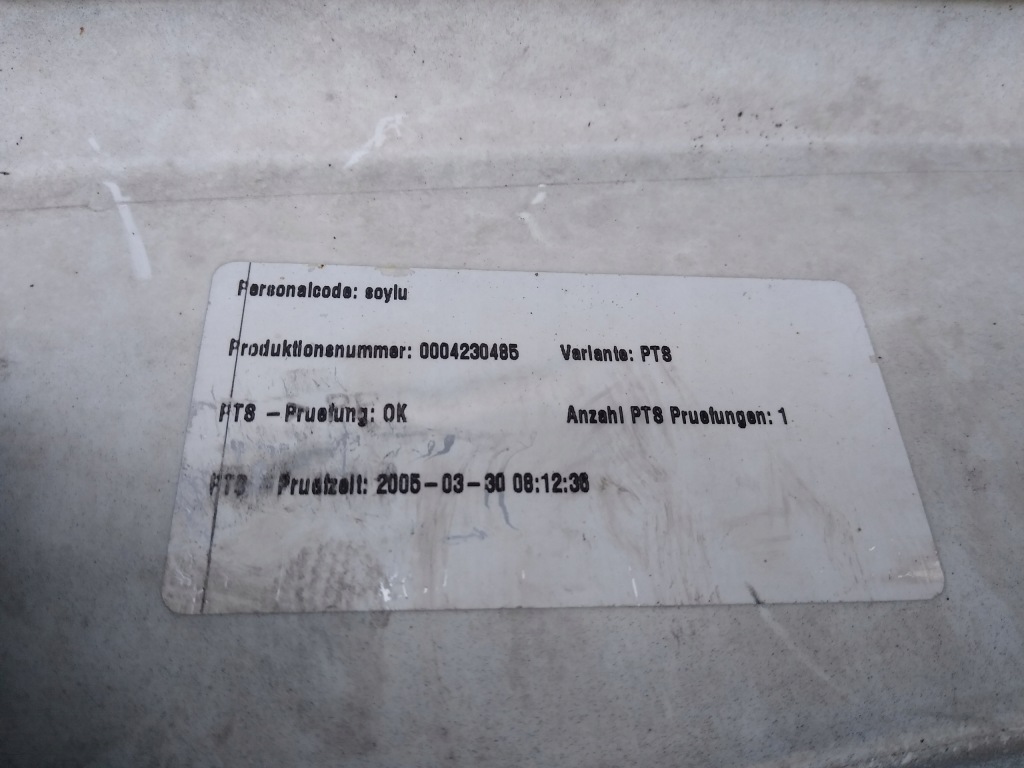 Personalcode: soylu
Produktionsnummer: 0004230485 Variante: PTS
PTS - Pruefung: OK Anzahl PTS Pruefungen: 1
PTS - Pruefzeit: 2005-03-30 08:12:36